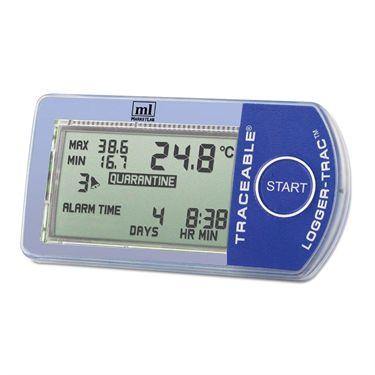 ml
MARKETLAB
MAX 38.6
MIN 16.7
24.8 °C
3
QUARANTINE
ALARM TIME 4 8:38
DAYS HR MIN
TRACEABLE®
START
LOGGER-TRAC™